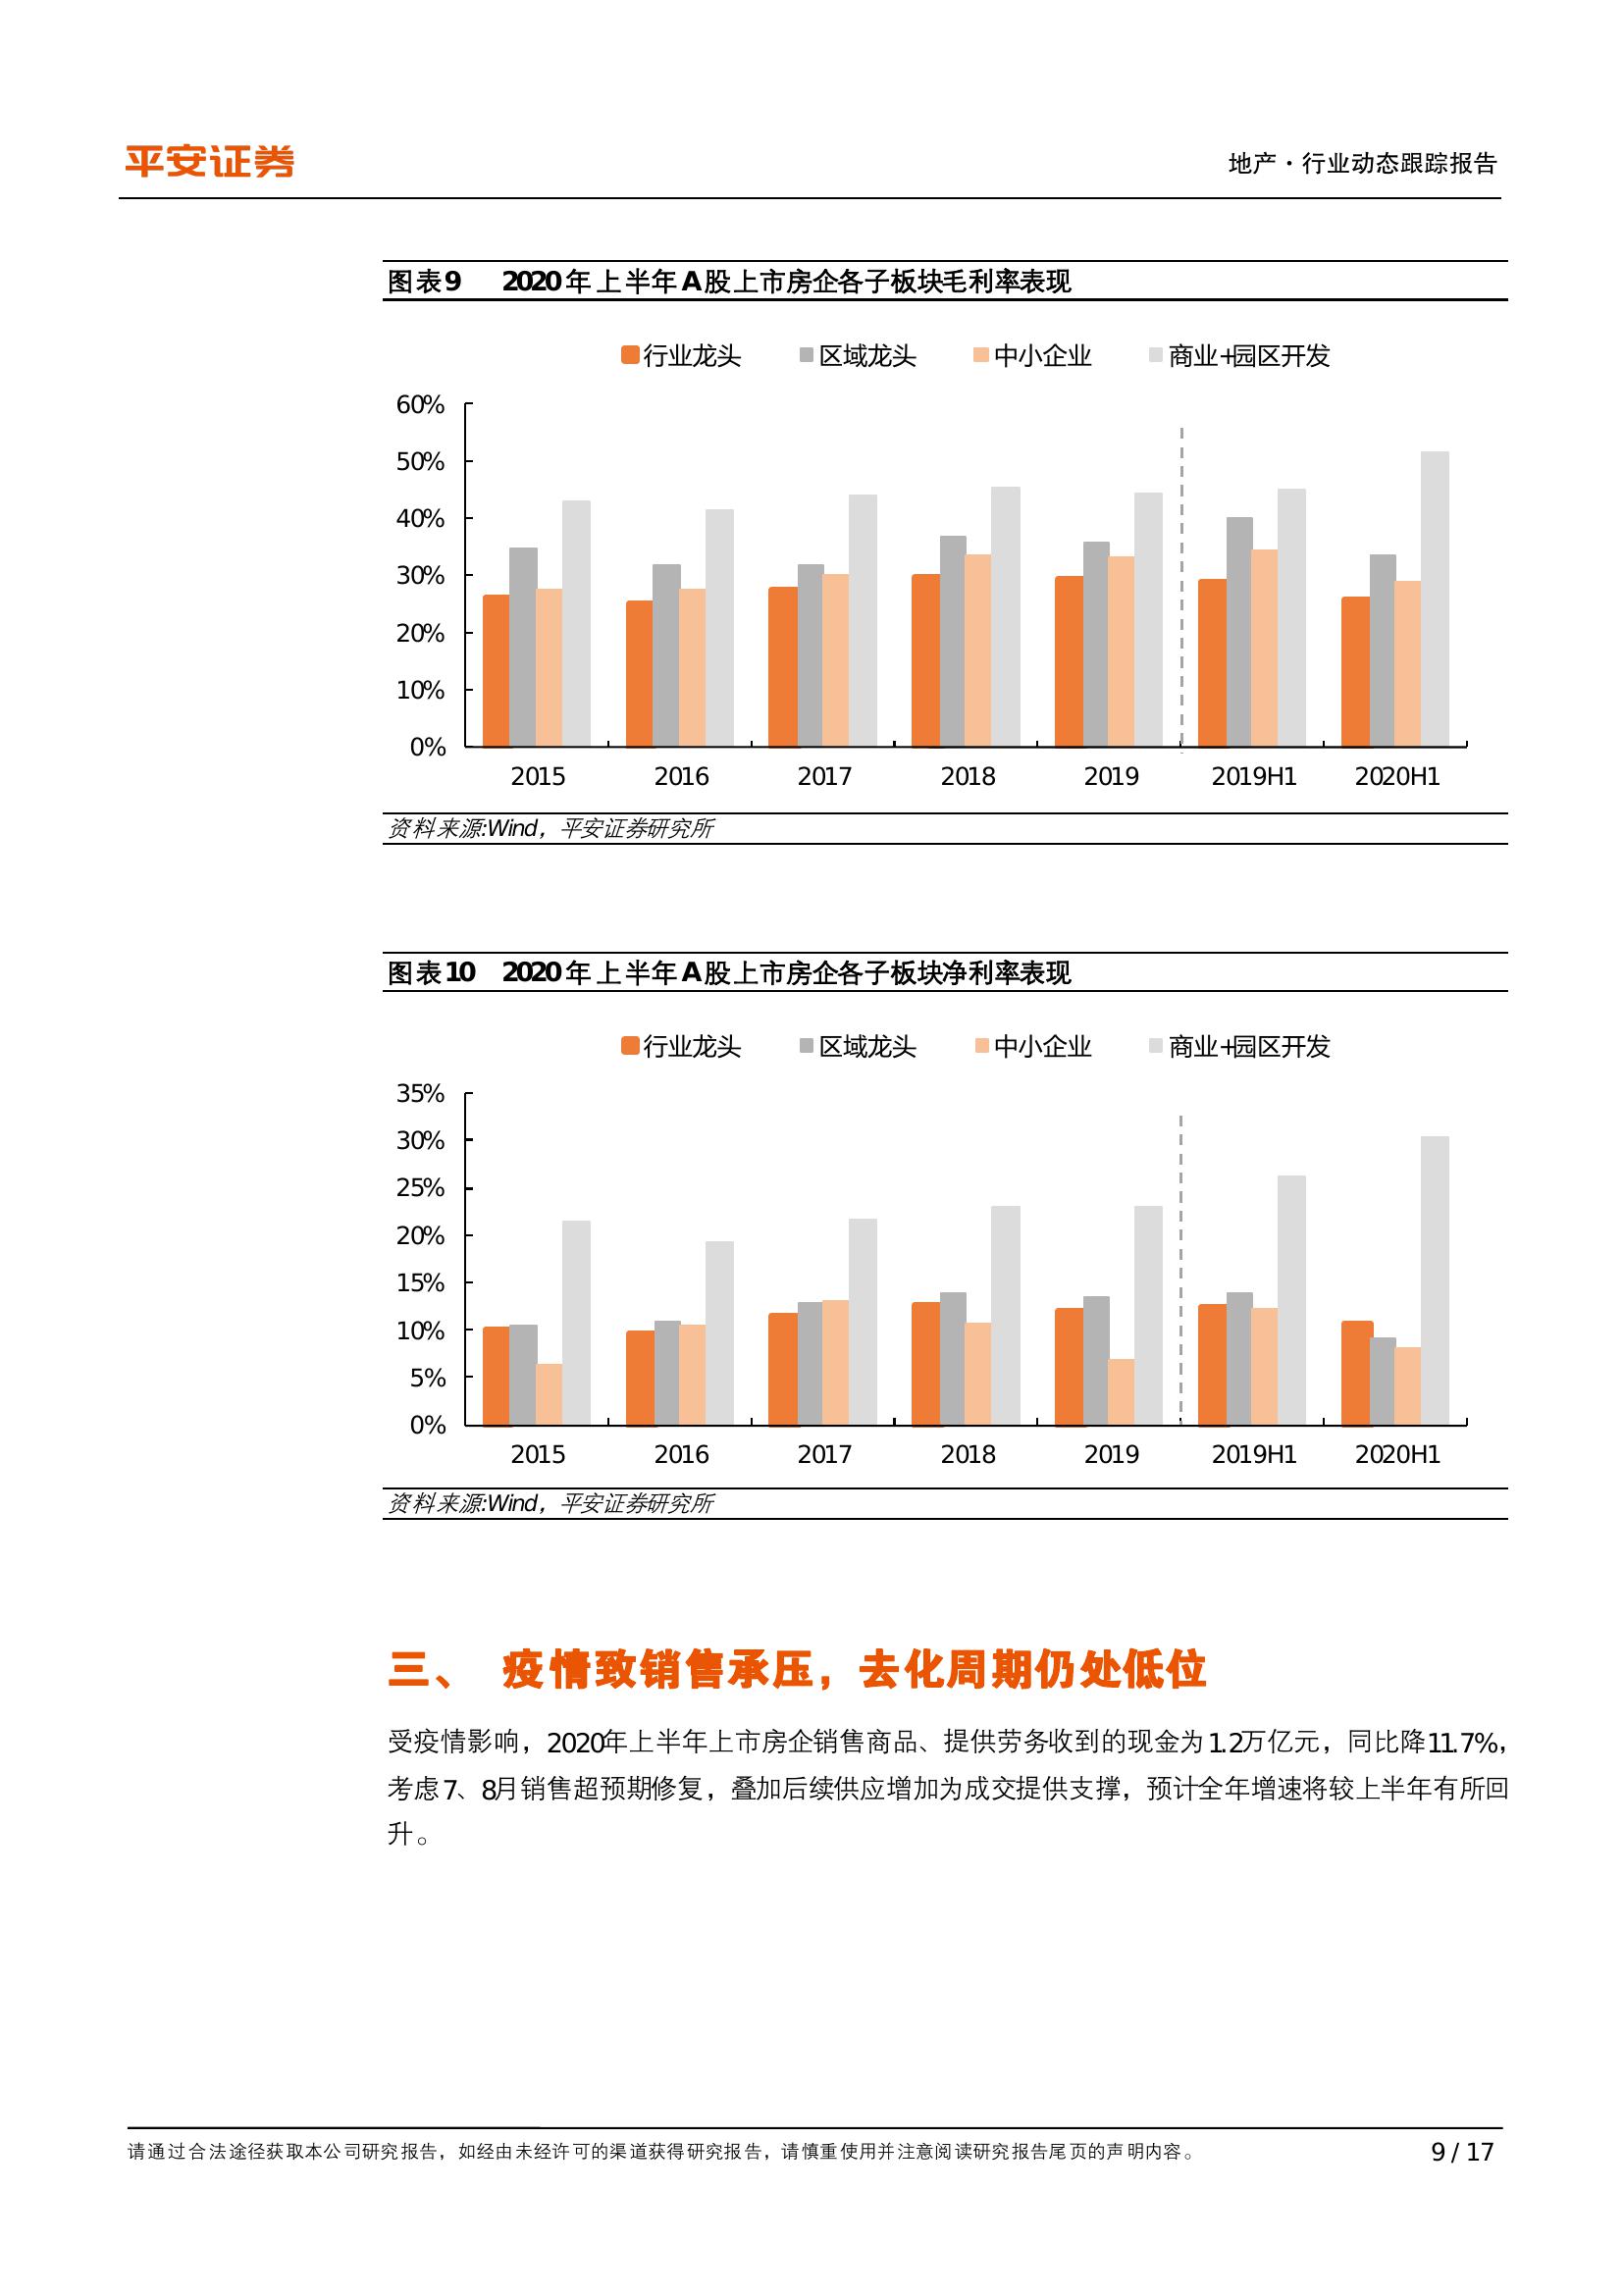 平安证券
地产·行业动态跟踪报告
图表9 2020年上半年A股上市房企各子板块毛利率表现
行业龙头 区域龙头 中小企业 商业+园区开发
60%
50%
40%
30%
20%
10%
0%
2015 2016 2017 2018 2019 2019H1 2020H1
资料来源:Wind，平安证券研究所
图表10 2020年上半年A股上市房企各子板块净利率表现
行业龙头 区域龙头 中小企业 商业+园区开发
35%
30%
25%
20%
15%
10%
5%
0%
2015 2016 2017 2018 2019 2019H1 2020H1
资料来源:Wind，平安证券研究所
三、 疫情致销售承压，去化周期仍处低位
受疫情影响，2020年上半年上市房企销售商品、提供劳务收到的现金为1.2万亿元，同比降11.7%，
考虑7、8月销售超预期修复，叠加后续供应增加为成交提供支撑，预计全年增速将较上半年有所回
升。
请通过合法途径获取本公司研究报告，如经由未经许可的渠道获得研究报告，请慎重使用并注意阅读研究报告尾页的声明内容。
9 / 17